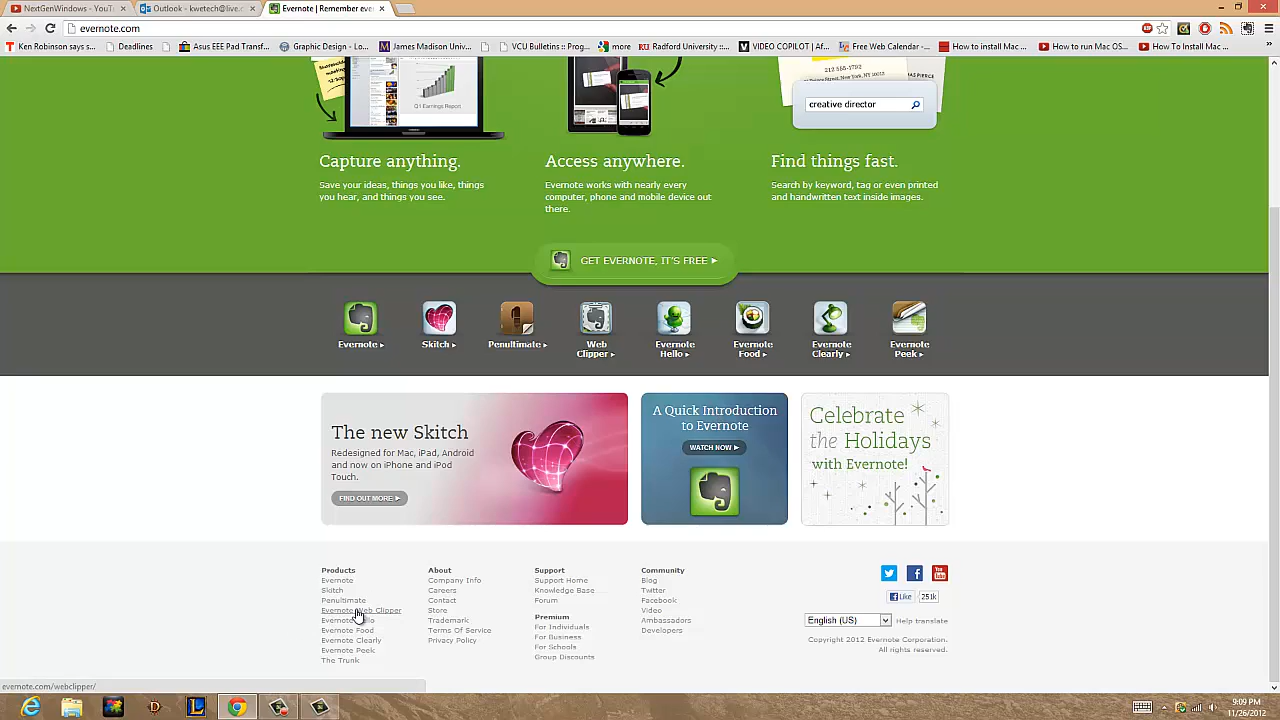 NextGenWindows - YouTu
Outlook - kwetech@live.c
Evernote | Remember ever
evernote.com
Ken Robinson says s...
Deadlines
Asus EEE Pad Transf...
Graphic Design - Lo...
James Madison Univ...
VCU Bulletins :: Prog...
more
Radford University ::...
VIDEO COPILOT | Af...
Free Web Calendar -...
How to install Mac ...
How to run Mac OS...
How To Install Mac ...
Q1 Earnings Report
212 555-1792
creative director
Capture anything.
Save your ideas, things you like, things
you hear, and things you see.
Access anywhere.
Evernote works with nearly every
computer, phone and mobile device out
there.
Find things fast.
Search by keyword, tag or even printed
and handwritten text inside images.
GET EVERNOTE, IT'S FREE ▸
Evernote ▸
Skitch ▸
Penultimate ▸
Web
Clipper ▸
Evernote
Hello ▸
Evernote
Food ▸
Evernote
Clearly ▸
Evernote
Peek ▸
The new Skitch
Redesigned for Mac, iPad, Android
and now on iPhone and iPod
Touch.
FIND OUT MORE ▸
A Quick Introduction
to Evernote
WATCH NOW ▸
Celebrate
the Holidays
with Evernote!
Products
Evernote
Skitch
Penultimate
Evernote Web Clipper
Evernote Food
Evernote Clearly
Evernote Peek
The Trunk
About
Company Info
Careers
Contact
Store
Trademark
Terms Of Service
Privacy Policy
Support
Support Home
Knowledge Base
Forum
Premium
For Individuals
For Business
For Schools
Group Discounts
Community
Blog
Twitter
Facebook
Video
Ambassadors
Developers
You
Tube
Like
251k
English (US)
Help translate
Copyright 2012 Evernote Corporation.
All rights reserved.
evernote.com/webclipper/
9:09 PM
11/26/2012